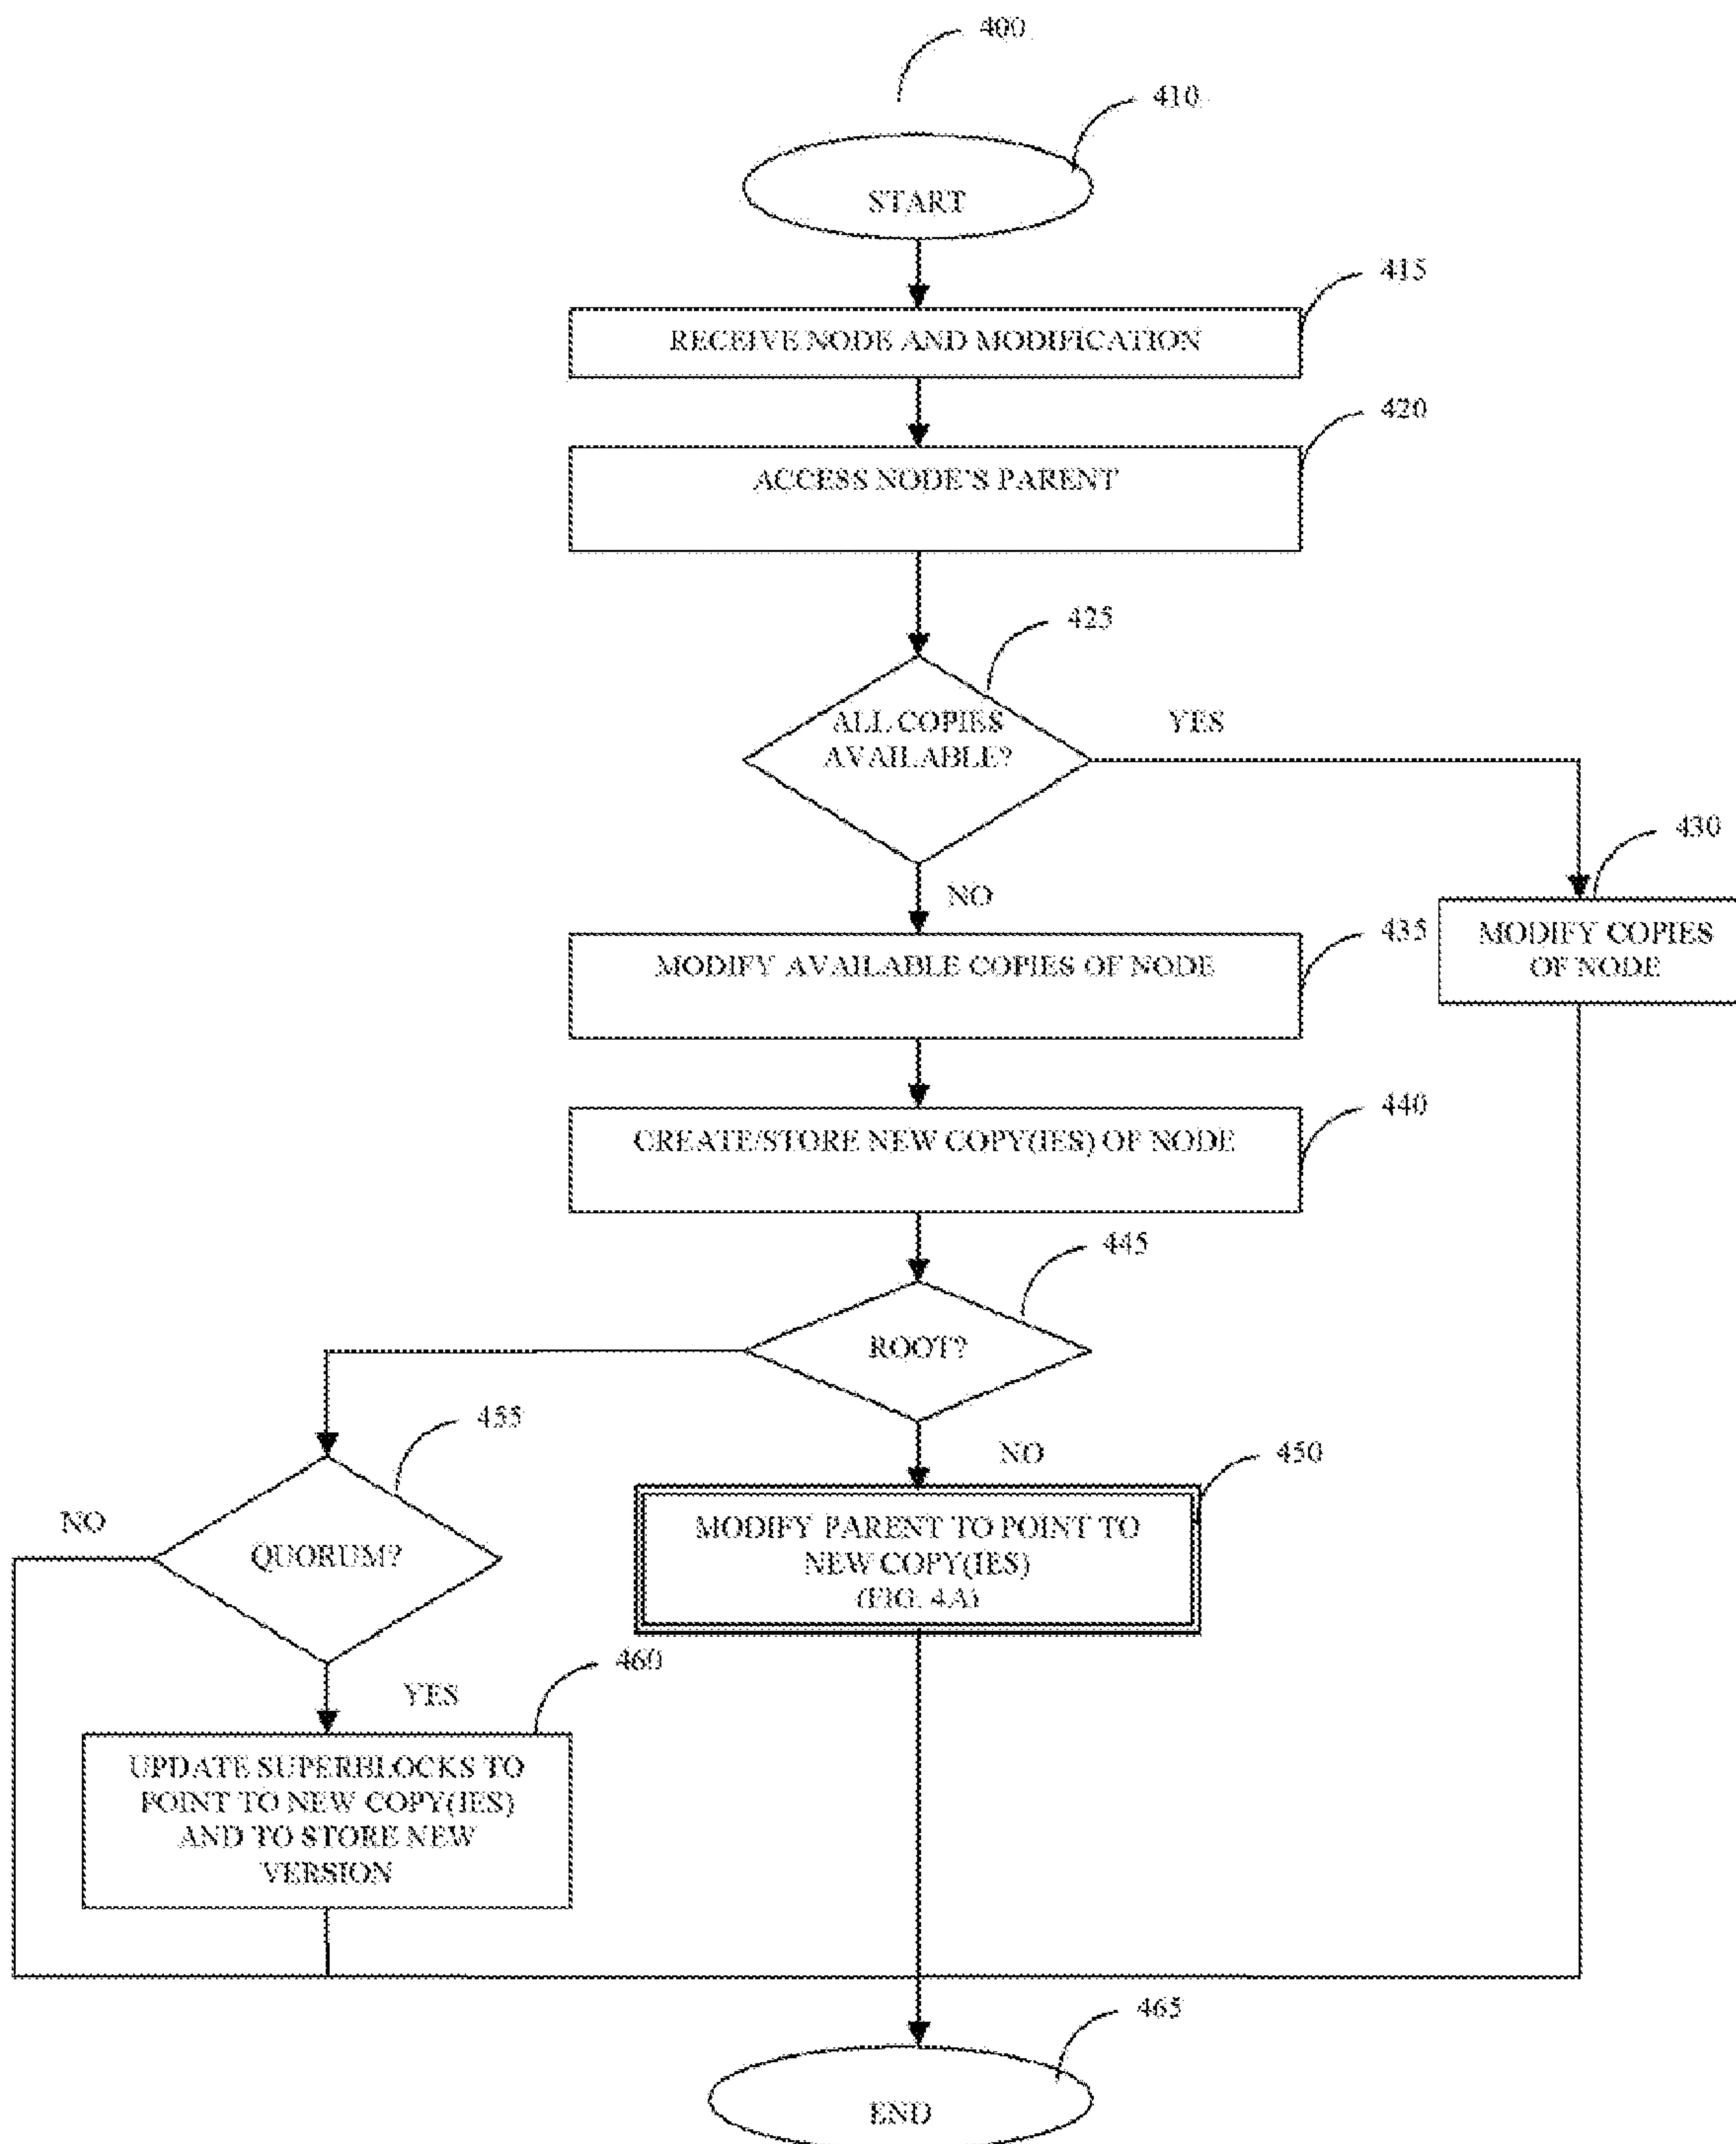 400
410
START
415
RECEIVE NODE AND MODIFICATION
420
ACCESS NODE'S PARENT
425
ALL COPIES
AVAILABLE?
YES
430
NO
MODIFY COPIES
OF NODE
435
MODIFY AVAILABLE COPIES OF NODE
440
CREATE/STORE NEW COPY(IES) OF NODE
445
ROOT?
455
NO
450
NO
QUORUM?
MODIFY PARENT TO POINT TO
NEW COPY(IES)
(FIG. 4.A)
460
YES
UPDATE SUPERBLOCKS TO
POINT TO NEW COPY(IES)
AND TO STORE NEW
VERSION
465
END